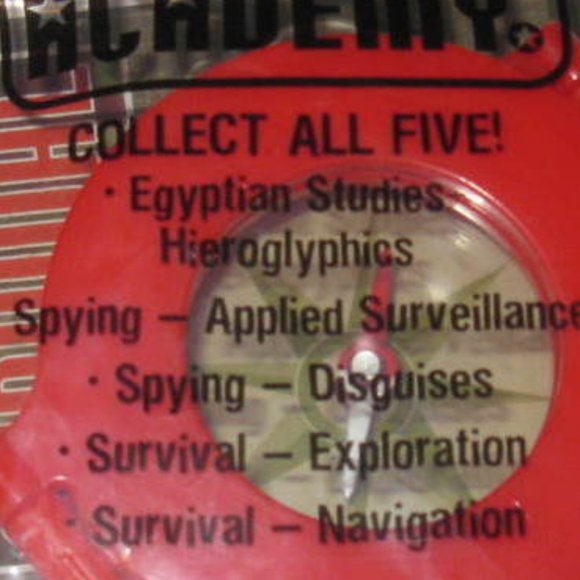 ACADEMY
COLLECT ALL FIVE!
• Egyptian Studies-
Hieroglyphics
Spying – Applied Surveillance
• Spying – Disguises
• Survival – Exploration
• Survival – Navigation